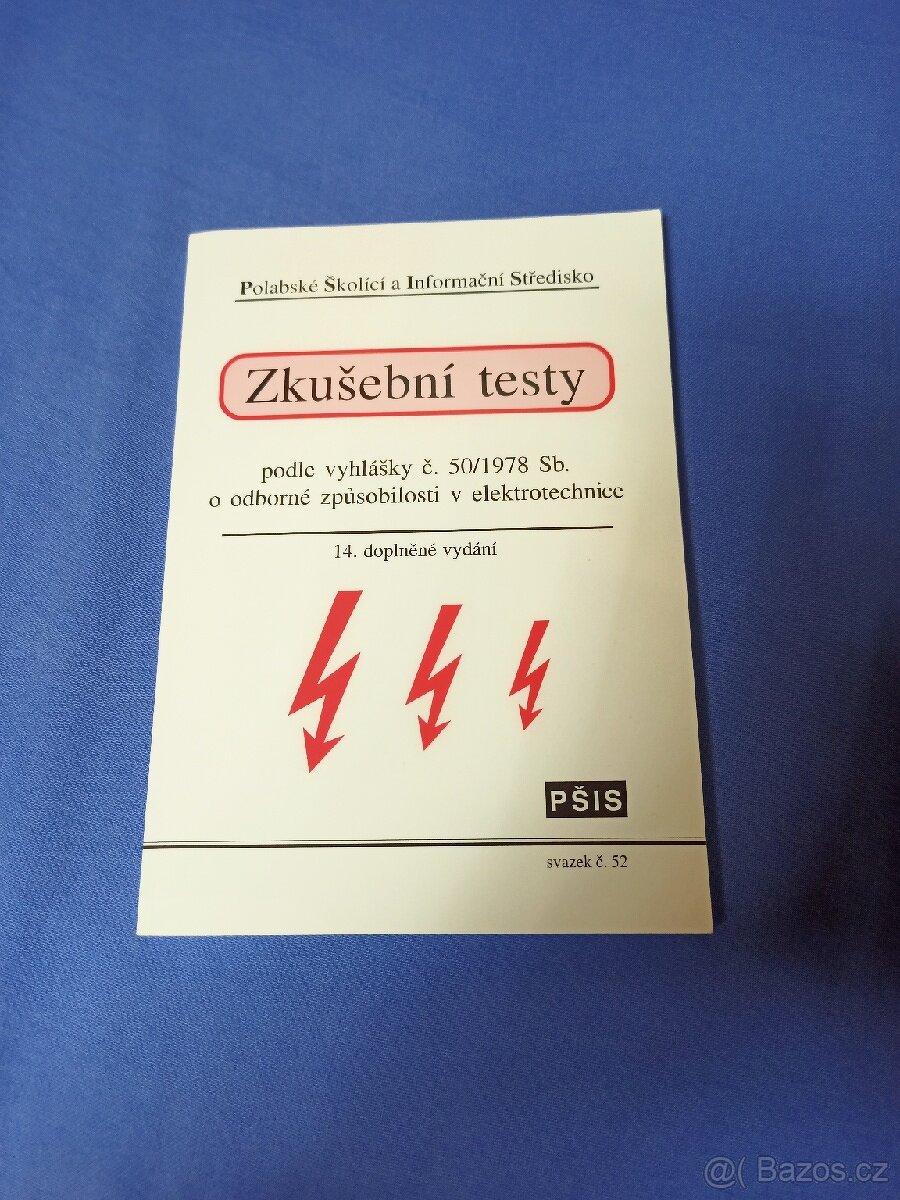 Polabské Školící a Informační Středisko
Zkušební testy
podle vyhlášky č. 50/1978 Sb.
o odborné způsobilosti v elektrotechnice
14. doplněné vydání
PŠIS
svazek č. 52
@( Bazos.cz